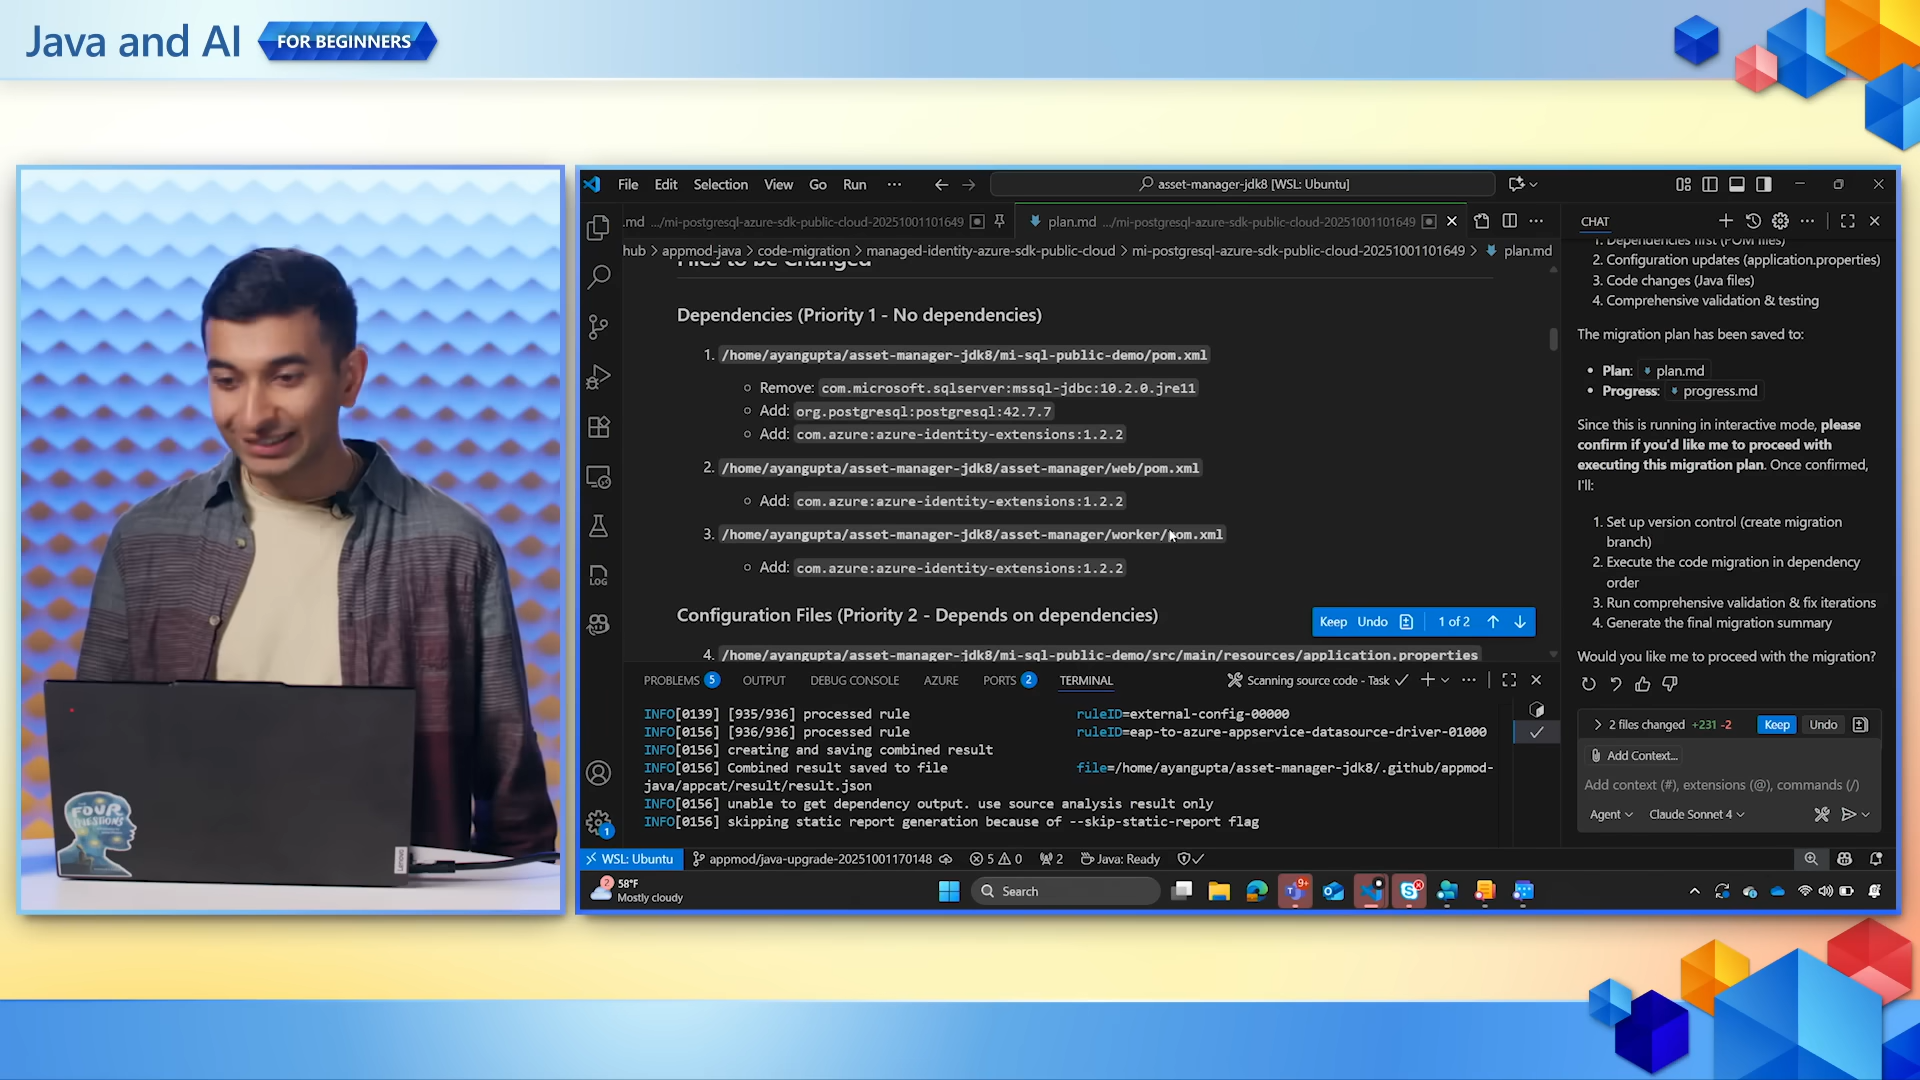 Java and AI FOR BEGINNERS
File Edit Selection View Go Run ··· asset-manager-jdk8 [WSL: Ubuntu]
.md .../mi-postgresql-azure-sdk-public-cloud-20251001101649 plan.md .../mi-postgresql-azure-sdk-public-cloud-20251001101649
hub > appmod-java > code-migration > managed-identity-azure-sdk-public-cloud > mi-postgresql-azure-sdk-public-cloud-20251001101649 > plan.md
Files to be Changed
Dependencies (Priority 1 - No dependencies)
1. /home/ayangupta/asset-manager-jdk8/mi-sql-public-demo/pom.xml
Remove: com.microsoft.sqlserver:mssql-jdbc:10.2.0.jre11
Add: org.postgresql:postgresql:42.7.7
Add: com.azure:azure-identity-extensions:1.2.2
2. /home/ayangupta/asset-manager-jdk8/asset-manager/web/pom.xml
Add: com.azure:azure-identity-extensions:1.2.2
3. /home/ayangupta/asset-manager-jdk8/asset-manager/worker/pom.xml
Add: com.azure:azure-identity-extensions:1.2.2
Configuration Files (Priority 2 - Depends on dependencies)
4. /home/ayangupta/asset-manager-jdk8/mi-sql-public-demo/src/main/resources/application.properties
Keep Undo 1 of 2
PROBLEMS 5 OUTPUT DEBUG CONSOLE AZURE PORTS 2 TERMINAL Scanning source code - Task
INFO[0139] [935/936] processed rule ruleID=external-config-00000
INFO[0156] [936/936] processed rule ruleID=eap-to-azure-appservice-datasource-driver-01000
INFO[0156] creating and saving combined result
INFO[0156] Combined result saved to file file=/home/ayangupta/asset-manager-jdk8/.github/appmod-
java/appcat/result/result.json
INFO[0156] unable to get dependency output. use source analysis result only
INFO[0156] skipping static report generation because of --skip-static-report flag
CHAT
1. Dependencies first (POM files)
2. Configuration updates (application.properties)
3. Code changes (Java files)
4. Comprehensive validation & testing
The migration plan has been saved to:
Plan: plan.md
Progress: progress.md
Since this is running in interactive mode, please
confirm if you'd like me to proceed with
executing this migration plan. Once confirmed,
I'll:
1. Set up version control (create migration
branch)
2. Execute the code migration in dependency
order
3. Run comprehensive validation & fix iterations
4. Generate the final migration summary
Would you like me to proceed with the migration?
2 files changed +231 -2 Keep Undo
Add Context...
Add context (#), extensions (@), commands (/)
Agent Claude Sonnet 4
LOG
1
WSL: Ubuntu appmod/java-upgrade-20251001170148 5 0 2 Java: Ready
2 58°F
Mostly cloudy
Search
9+
FOUR
QUESTIONS
Lenovo